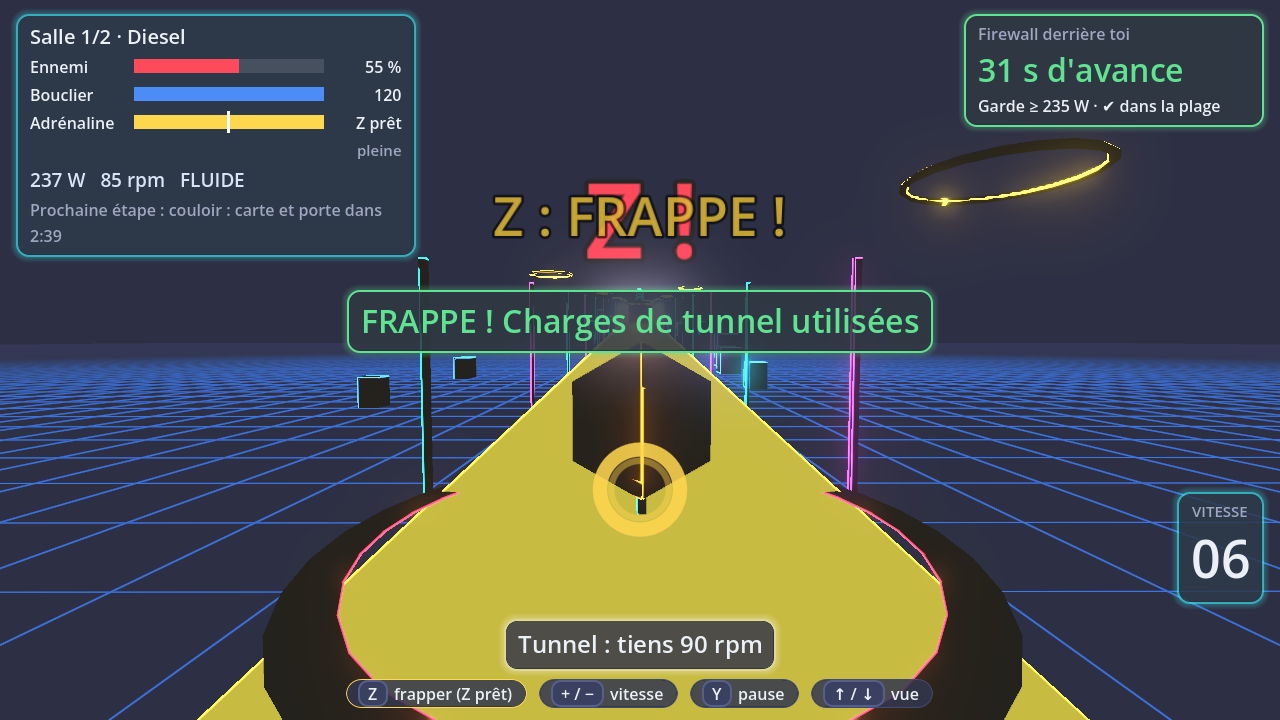 Salle 1/2 · Diesel
Ennemi 55 %
Bouclier 120
Adrénaline Z prêt
pleine
237 W 85 rpm FLUIDE
Prochaine étape : couloir : carte et porte dans
2:39
Firewall derrière toi
31 s d'avance
Garde ≥ 235 W · ✔ dans la plage
Z !
Z : FRAPPE !
FRAPPE ! Charges de tunnel utilisées
VITESSE
06
Tunnel : tiens 90 rpm
Z frapper (Z prêt) + / − vitesse Y pause ↑ / ↓ vue